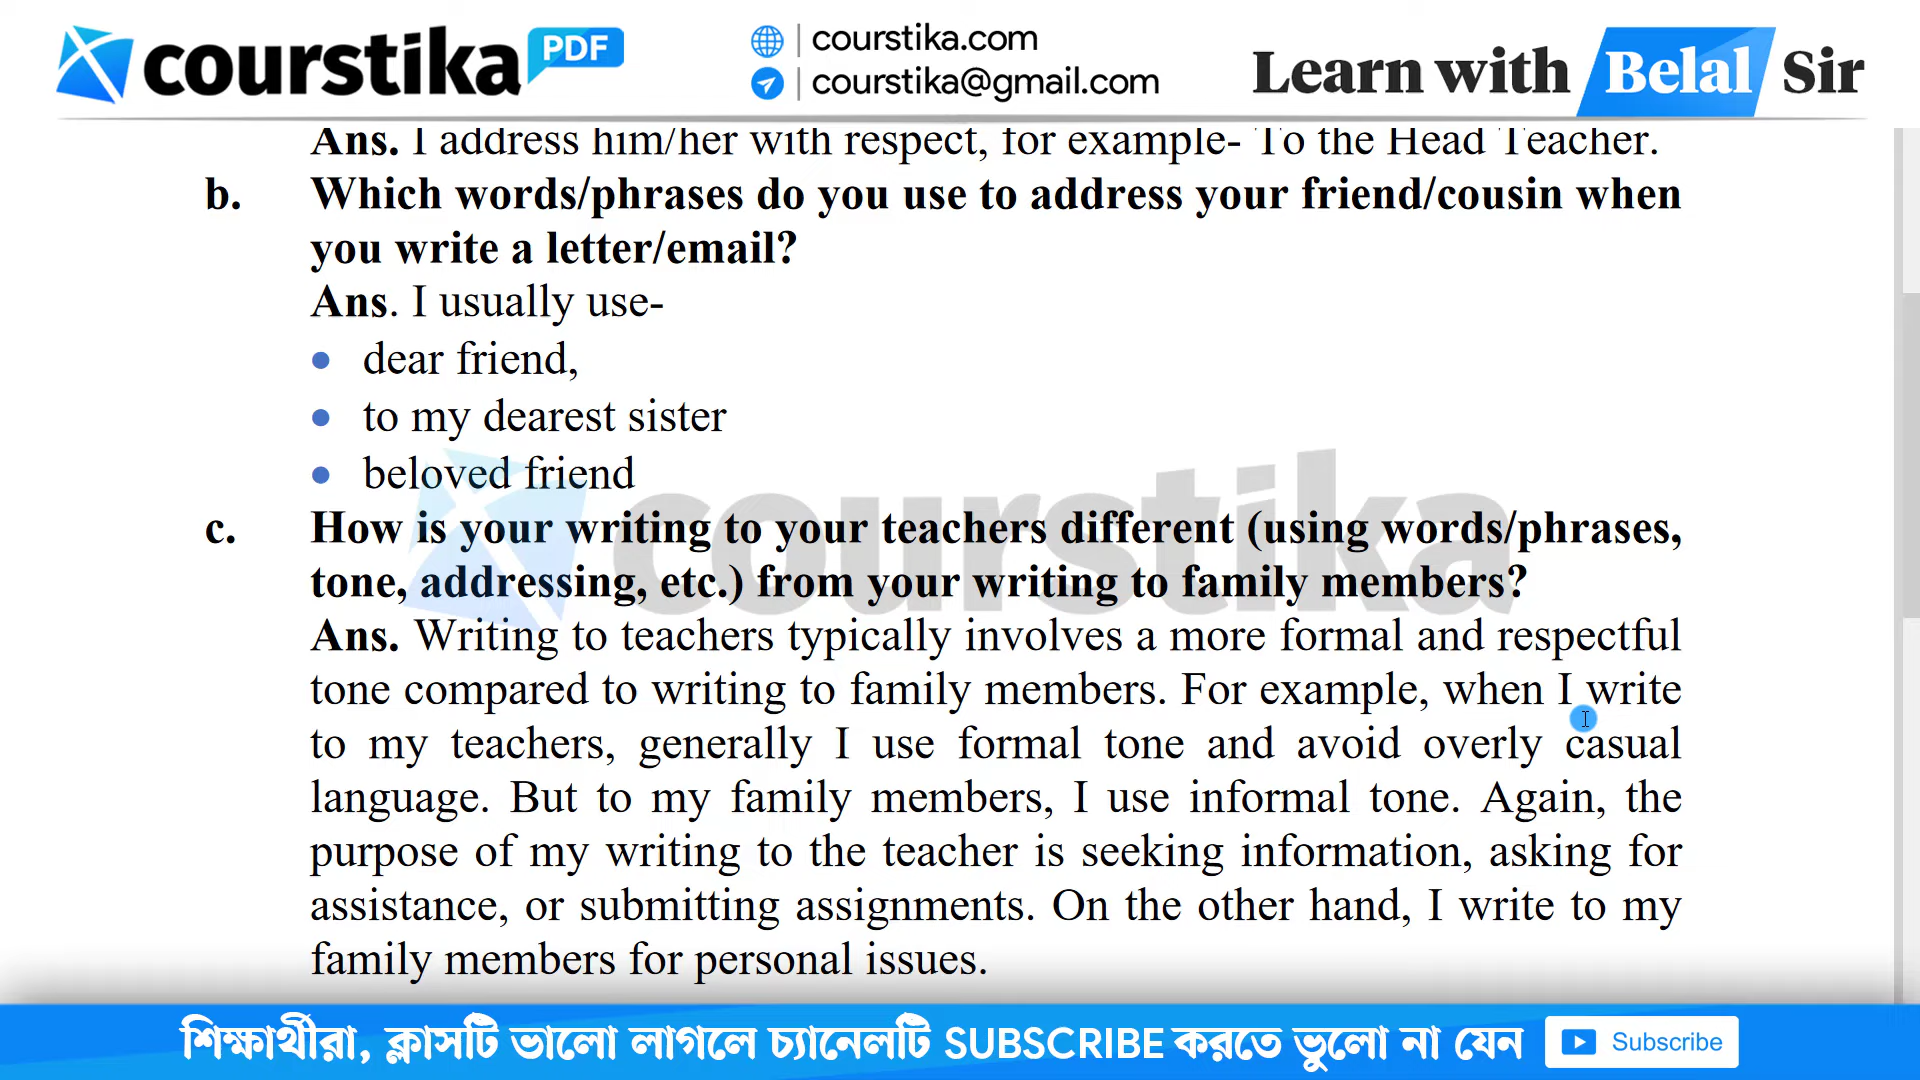 courstika PDF
courstika.com
courstika@gmail.com
Learn with Belal Sir
Ans. I address him/her with respect, for example- To the Head Teacher.
b. Which words/phrases do you use to address your friend/cousin when
you write a letter/email?
Ans. I usually use-
• dear friend,
• to my dearest sister
• beloved friend
c. How is your writing to your teachers different (using words/phrases,
tone, addressing, etc.) from your writing to family members?
Ans. Writing to teachers typically involves a more formal and respectful
tone compared to writing to family members. For example, when I write
to my teachers, generally I use formal tone and avoid overly casual
language. But to my family members, I use informal tone. Again, the
purpose of my writing to the teacher is seeking information, asking for
assistance, or submitting assignments. On the other hand, I write to my
family members for personal issues.
courstika
শিক্ষার্থীরা, ক্লাসটি ভালো লাগলে চ্যানেলটি SUBSCRIBE করতে ভুলো না যেন
Subscribe